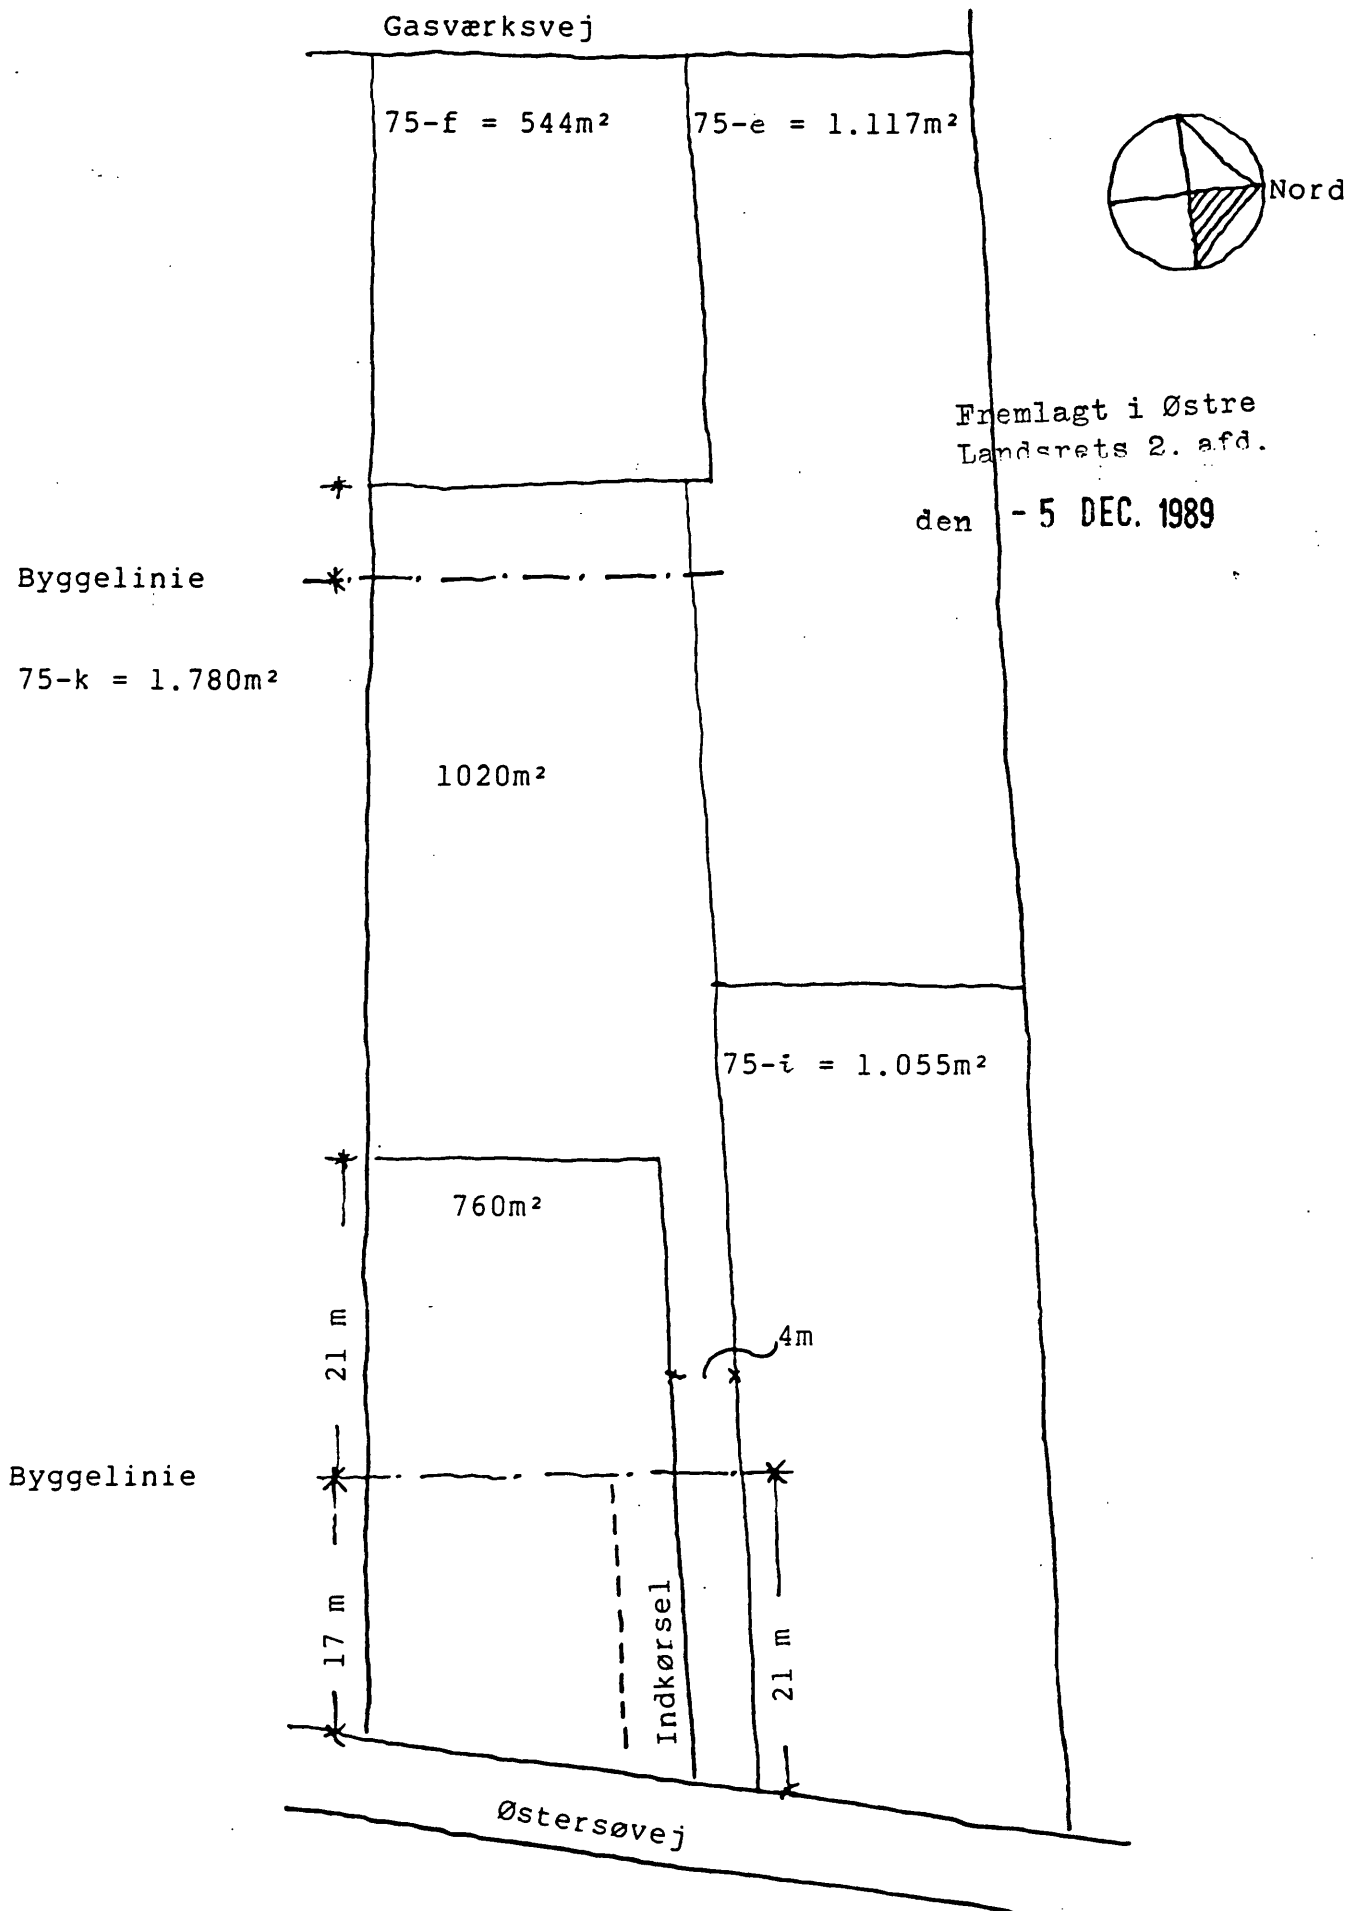 Gasværksvej
75-f = 544m²
75-e = 1.117m²
Nord
Fremlagt i Østre
Landsrets 2. afd.
den - 5 DEC. 1989
Byggelinie
75-k = 1.780m²
1020m²
75-i = 1.055m²
760m²
21 m
4m
Byggelinie
17 m
Indkørsel
21 m
Østersøvej